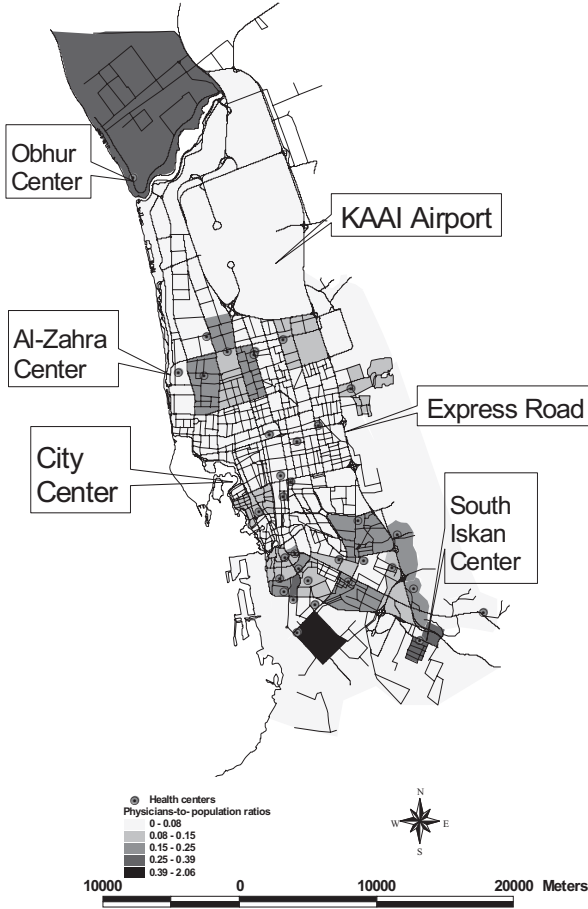 Obhur
Center
KAAI Airport
Al-Zahra
Center
Express Road
City
Center
South
Iskan
Center
Health centers
Physicians-to- population ratios
0 - 0.08
0.08 - 0.15
0.15 - 0.25
0.25 - 0.39
0.39 - 2.06
N
W E
S
10000 0 10000 20000 Meters